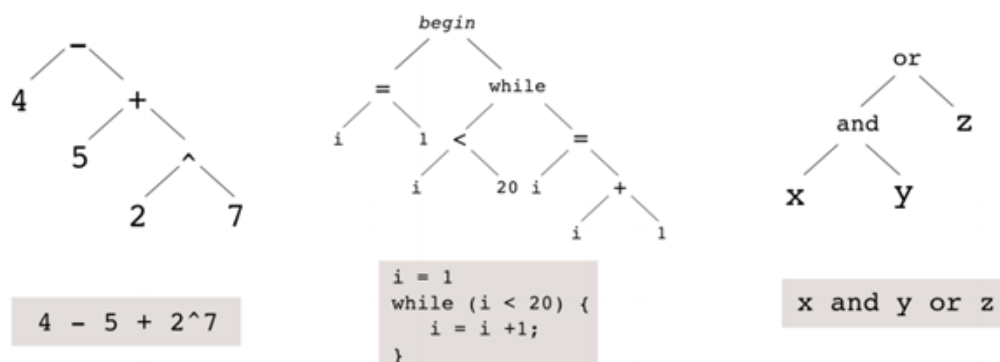 begin
-
or
=
while
4
+
and
z
i
1
<
=
5
^
x
y
i
20
i
+
2
7
i
1
4 - 5 + 2^7
i = 1
while (i < 20) {
i = i +1;
}
x and y or z